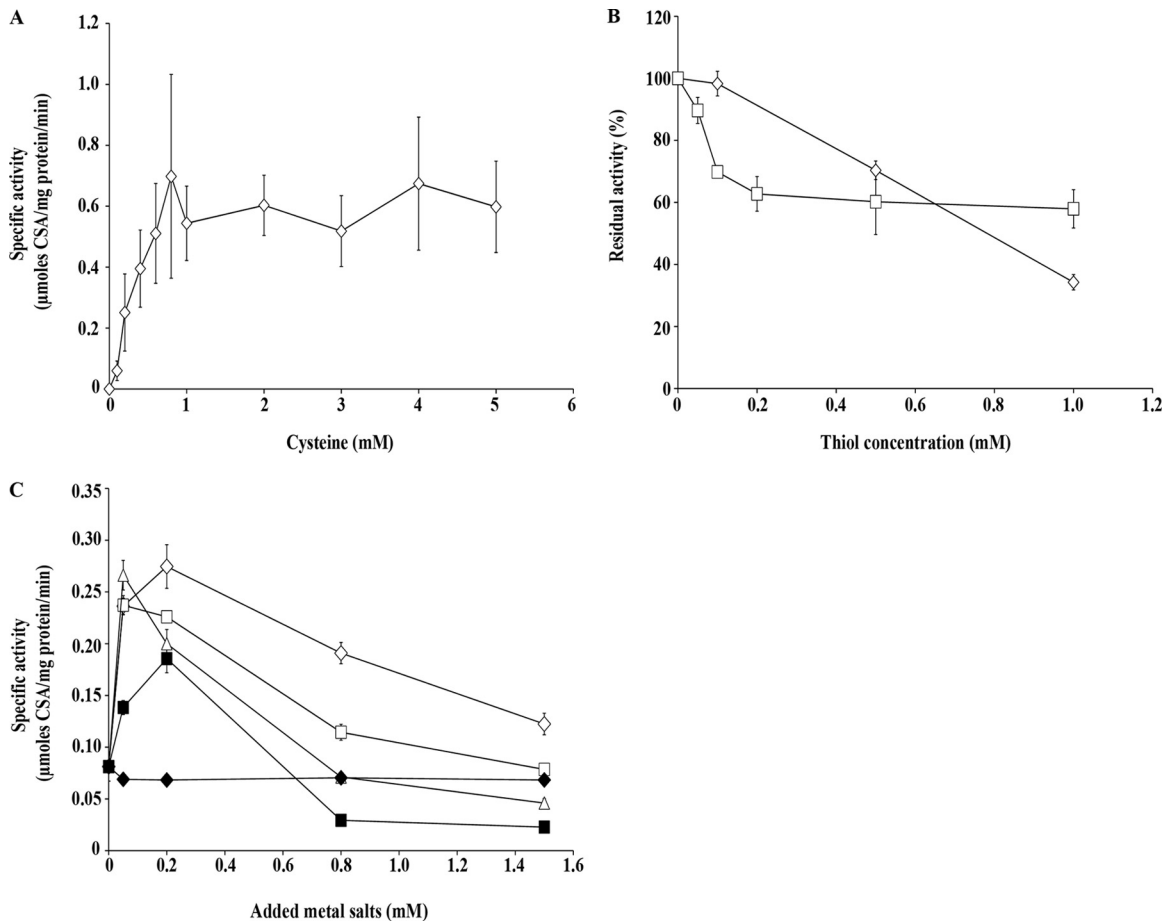 A
1.2
1.0
0.8
0.6
0.4
0.2
0
Specific activity
(µmoles CSA/mg protein/min)
0 1 2 3 4 5 6
Cysteine (mM)
B
120
100
80
60
40
20
0
Residual activity (%)
0 0.2 0.4 0.6 0.8 1.0 1.2
Thiol concentration (mM)
C
0.35
0.30
0.25
0.20
0.15
0.10
0.05
0
Specific activity
(µmoles CSA/mg protein/min)
0 0.2 0.4 0.6 0.8 1.0 1.2 1.4 1.6
Added metal salts (mM)